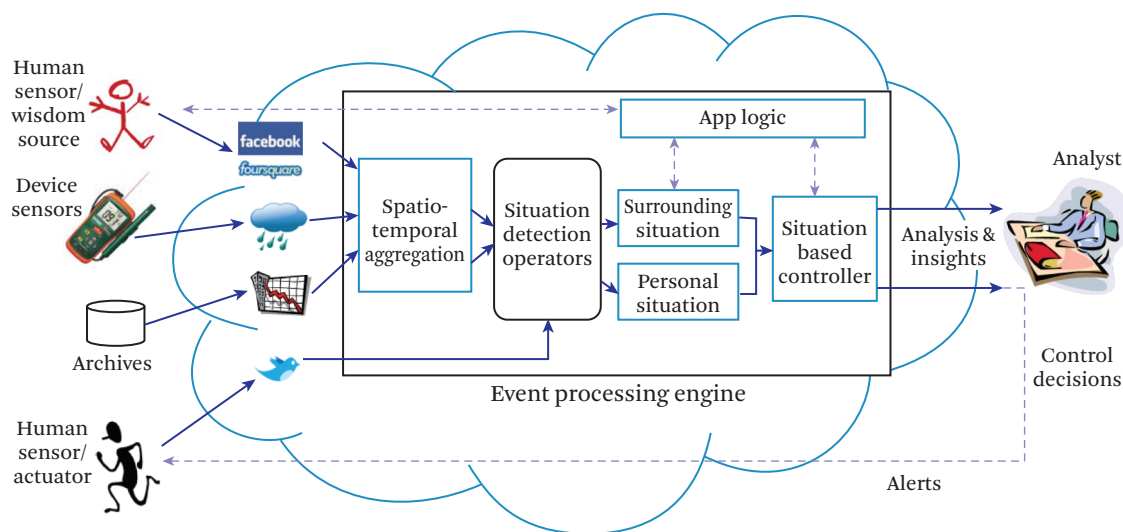 Human
sensor/
wisdom
source
facebook
foursquare
App logic
Analyst
Device
sensors
Spatio-
temporal
aggregation
Situation
detection
operators
Surrounding
situation
Personal
situation
Situation
based
controller
Analysis &
insights
Archives
Event processing engine
Control
decisions
Human
sensor/
actuator
Alerts